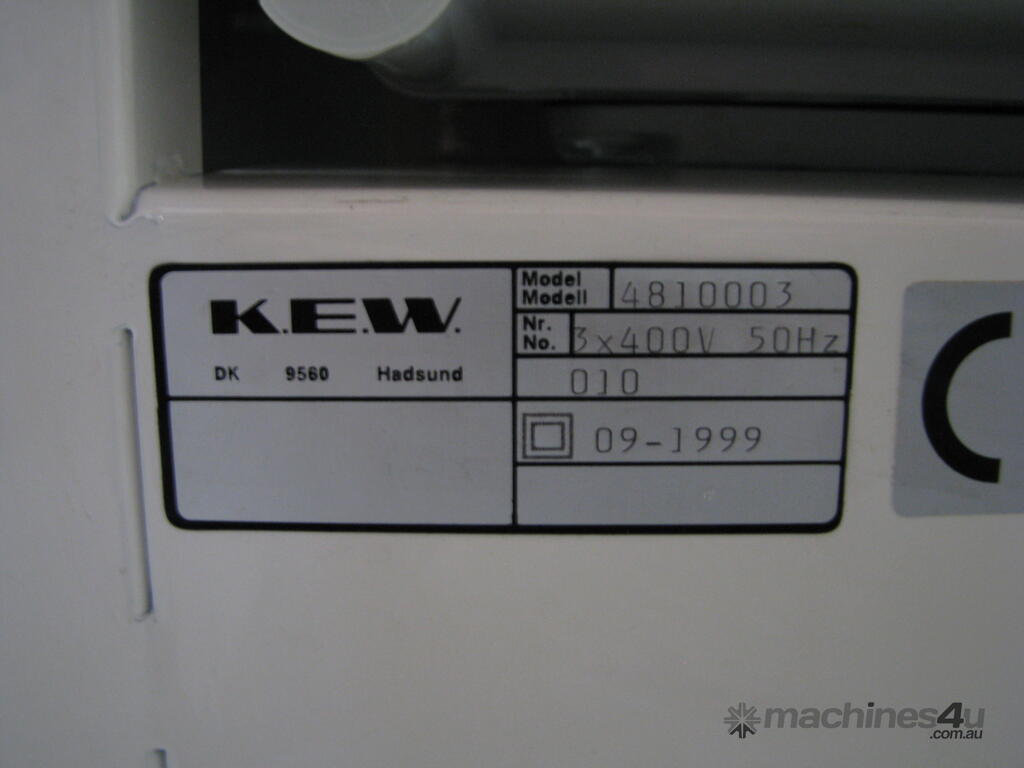 K.E.W.
DK 9560 Hadsund
Model
Modell
4810003
Nr.
No.
3x400V 50Hz
010
09-1999
machines4u
.com.au